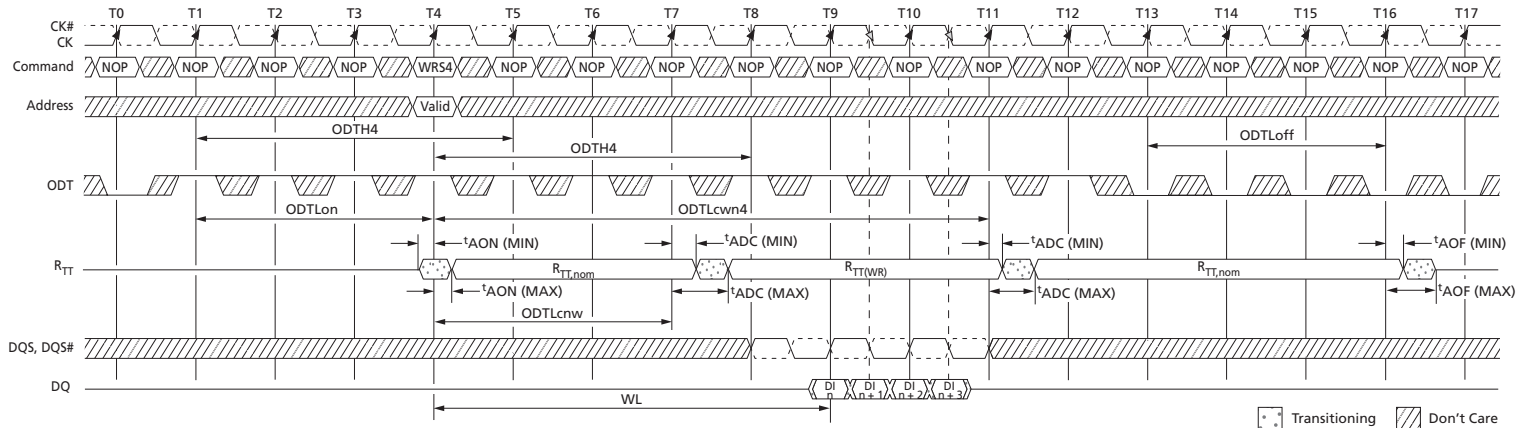 T0 T1 T2 T3 T4 T5 T6 T7 T8 T9 T10 T11 T12 T13 T14 T15 T16 T17
CK#
CK
Command NOP NOP NOP NOP WRS4 NOP NOP NOP NOP NOP NOP NOP NOP NOP NOP NOP NOP NOP
Address Valid
ODTH4 ODTLoff
ODTH4
ODT
ODTLon ODTLcwn4
tAON (MIN) tADC (MIN) tADC (MIN) tAOF (MIN)
RTT RTT,nom RTT(WR) RTT,nom
tAON (MAX) tADC (MAX) tADC (MAX) tAOF (MAX)
ODTLcnw
DQS, DQS#
DQ DI n DI n + 1 DI n + 2 DI n + 3
WL
Transitioning Don't Care